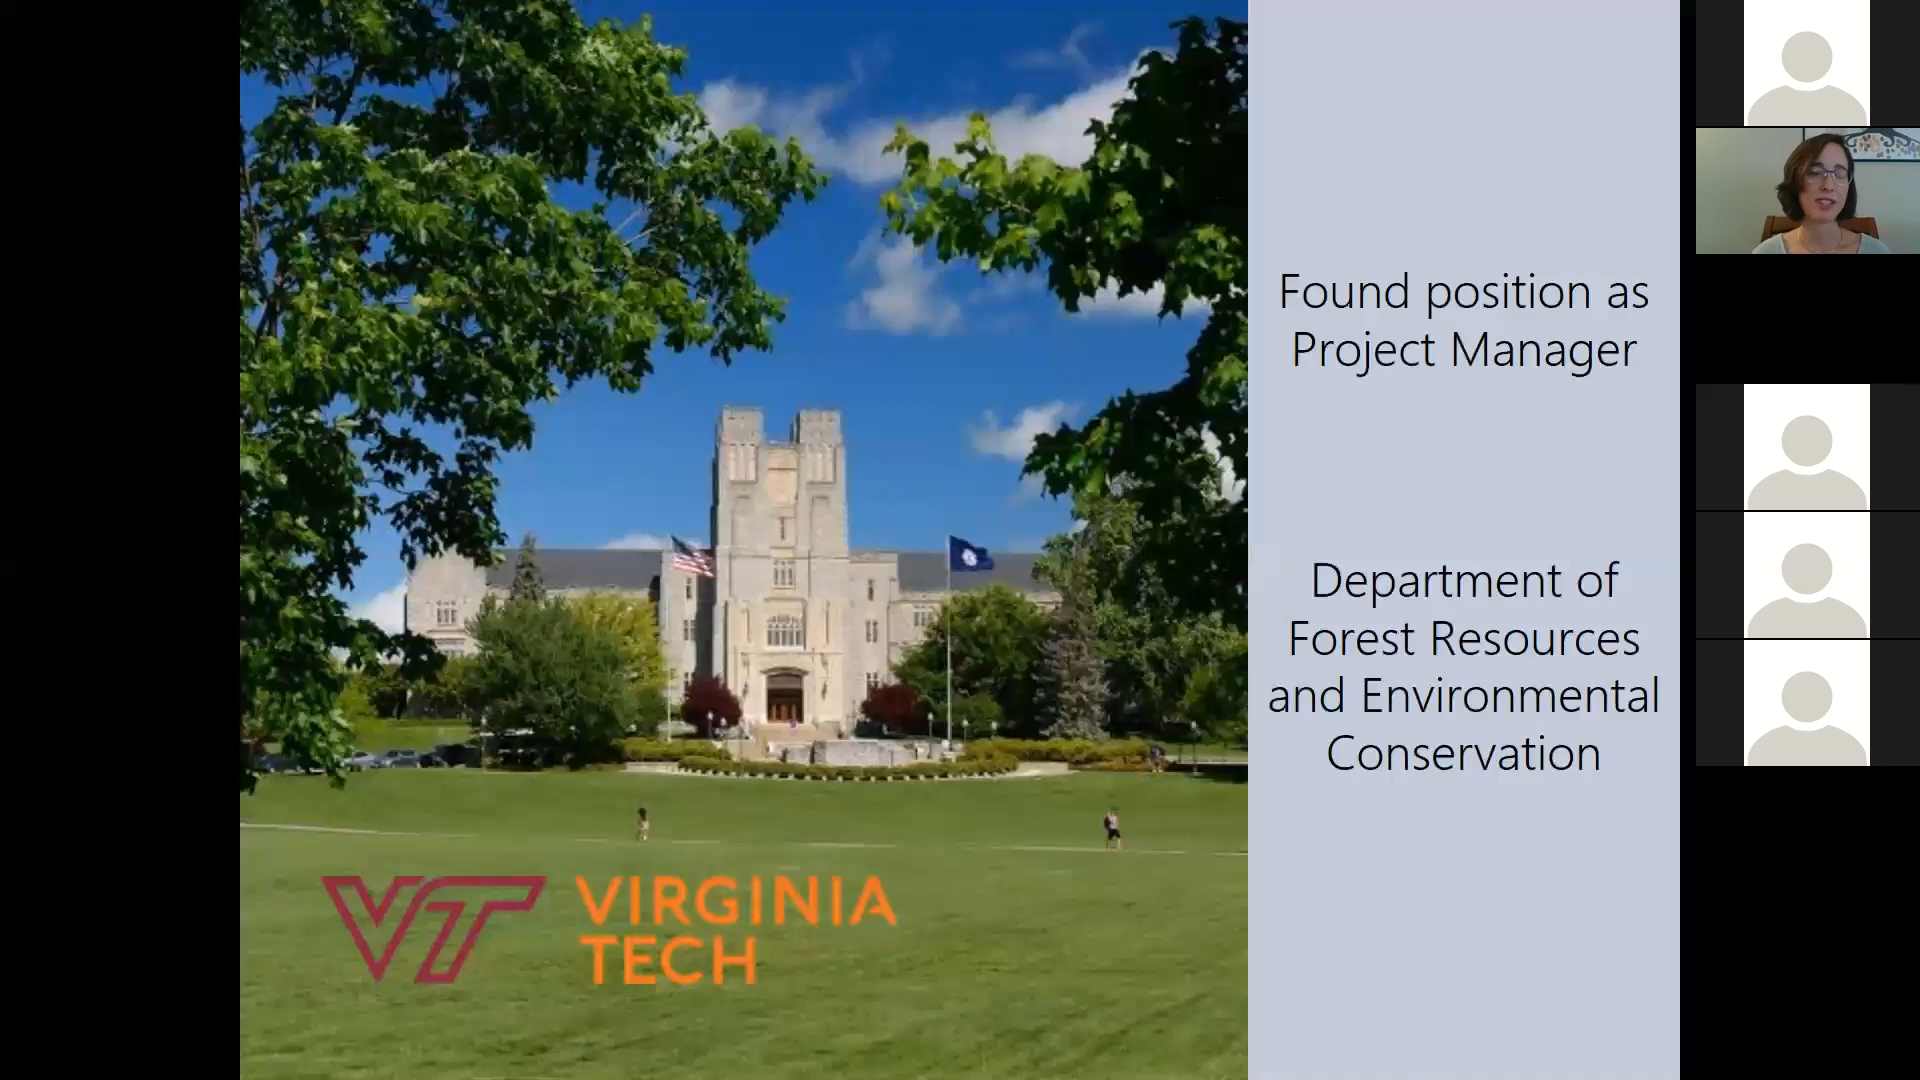 Found position as
Project Manager
Department of
Forest Resources
and Environmental
Conservation
VT VIRGINIA
TECH